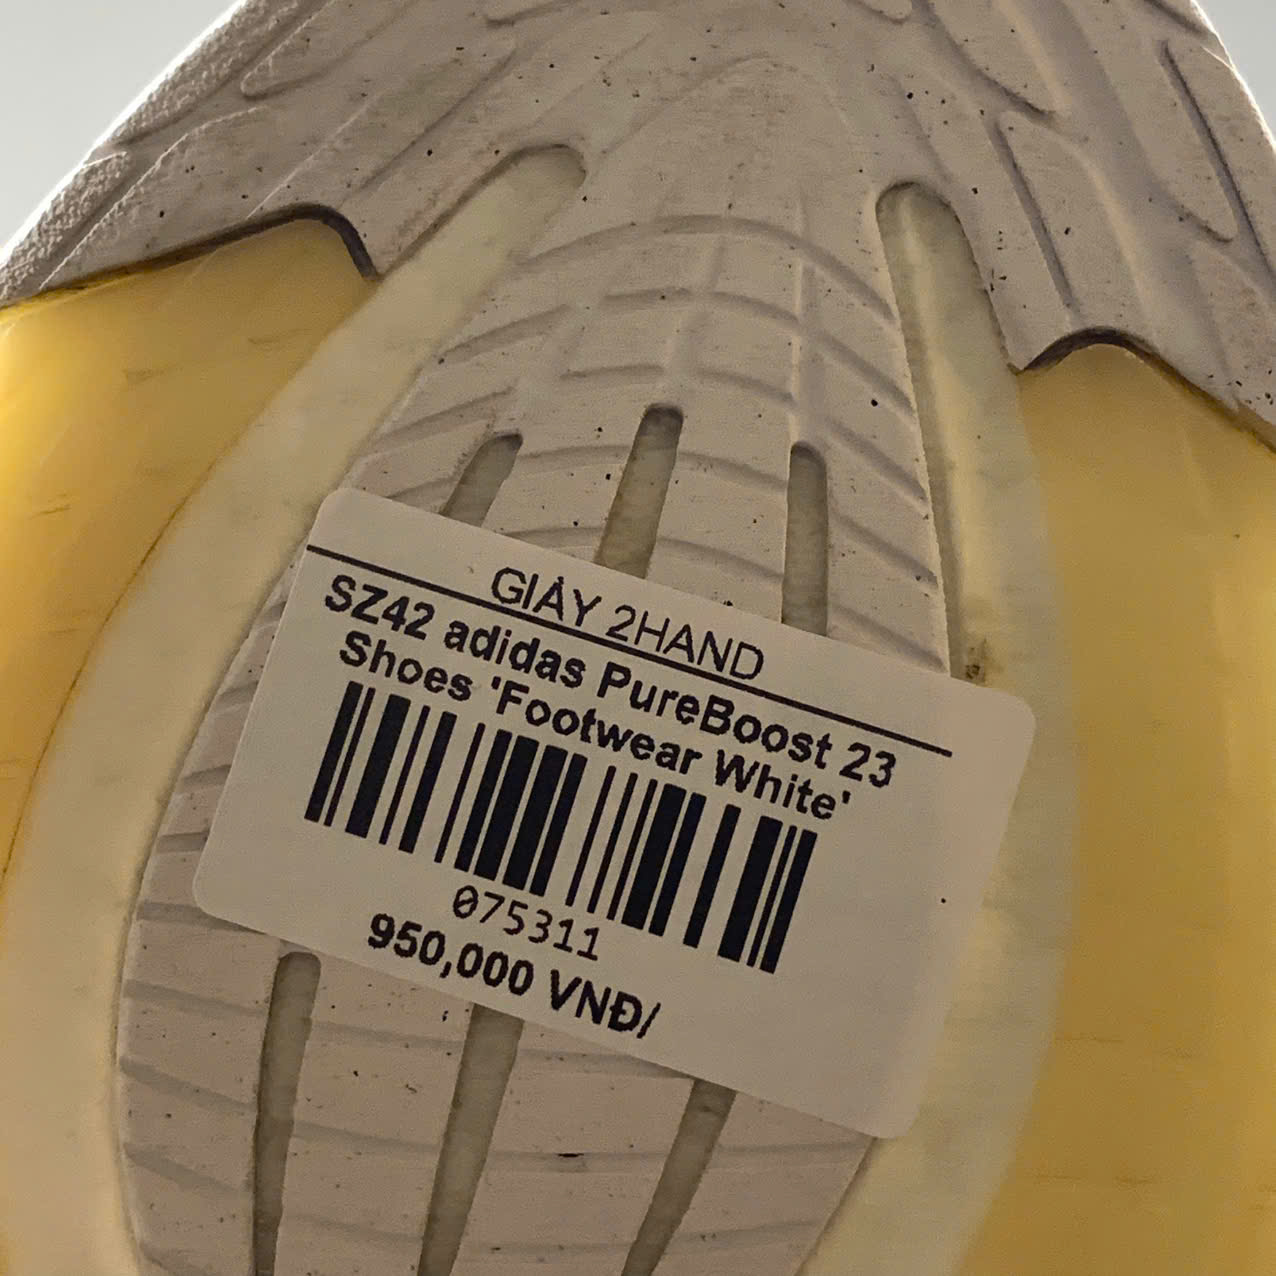 GIÀY 2HAND
SZ42 adidas PureBoost 23
Shoes 'Footwear White'
075311
950,000 VNĐ/